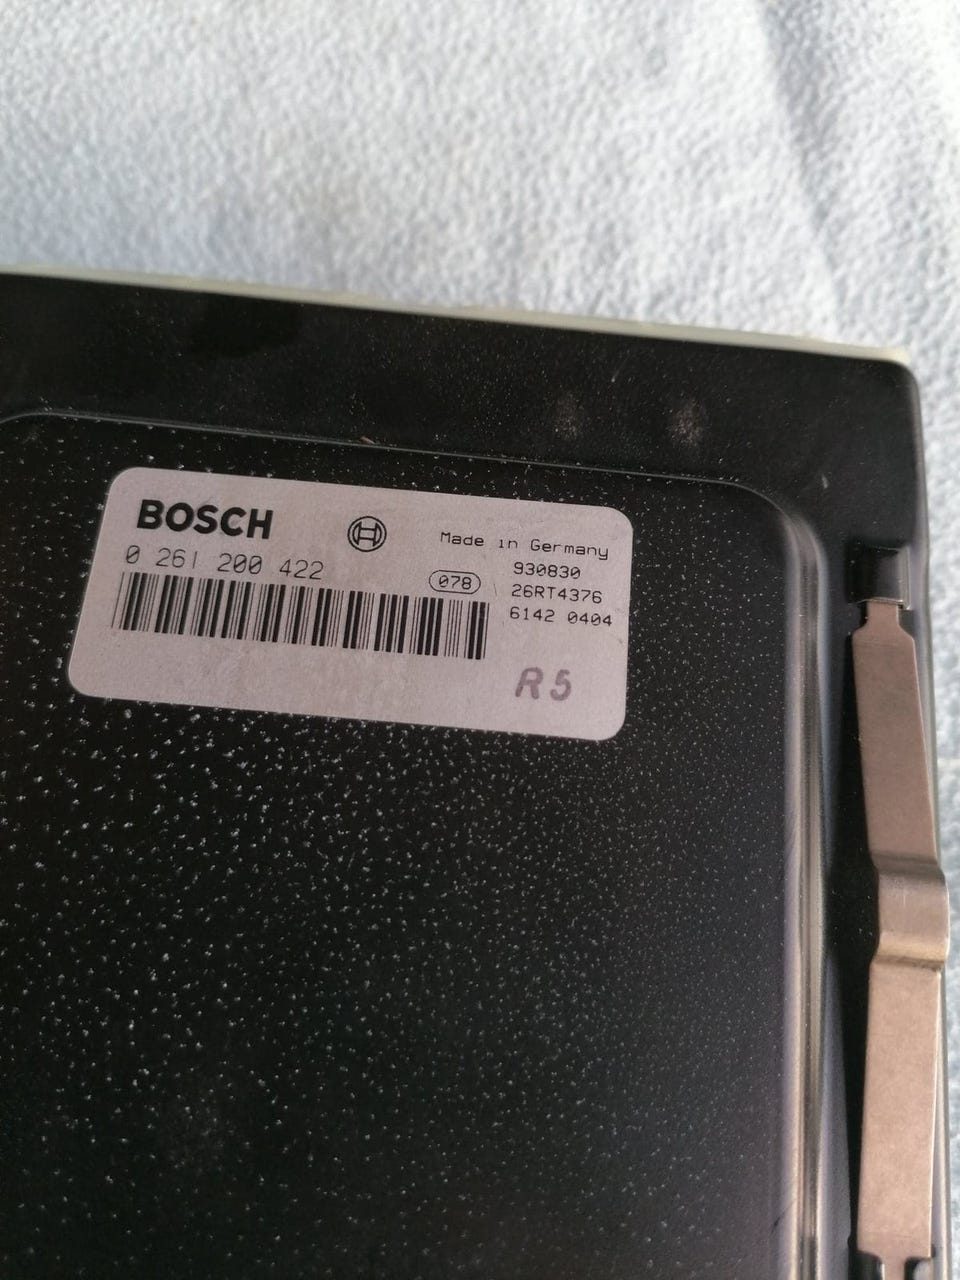 BOSCH
Made in Germany
0 261 200 422
078
930830
26RT4376
6142 0404
R5